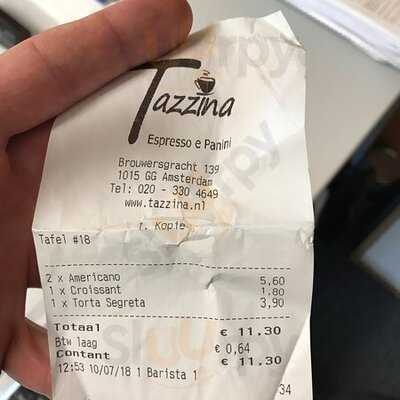 Tazzina
Espresso e Panini
Brouwersgracht 139
1015 GG Amsterdam
Tel: 020 - 330 4649
www.tazzina.nl
r. Kopie
Tafel #18
2 x Americano 5,60
1 x Croissant 1.80
1 x Torta Segreta 3,90
Totaal € 11.30
Btw laag € 0,64
Contant € 11.30
12:53 10/07/18 1 Barista 1
34